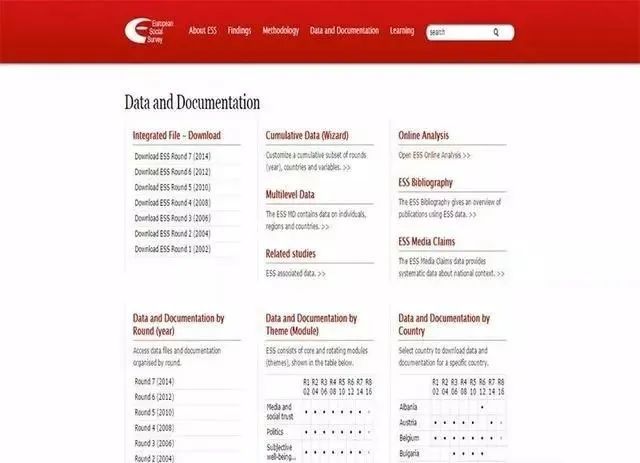 European
Social
Survey
About ESS
Findings
Methodology
Data and Documentation
Learning
search
Data and Documentation
Integrated File – Download
Download ESS Round 7 (2014)
Download ESS Round 6 (2012)
Download ESS Round 5 (2010)
Download ESS Round 4 (2008)
Download ESS Round 3 (2006)
Download ESS Round 2 (2004)
Download ESS Round 1 (2002)
Cumulative Data (Wizard)
Customize a cumulative subset of rounds
(year), countries and variables. >>
Multilevel Data
The ESS MD contains data on individuals,
regions and countries. >>
Related studies
ESS associated data. >>
Online Analysis
Open ESS Online Analysis >>
ESS Bibliography
The ESS Bibliography gives an overview of
publications using ESS data. >>
ESS Media Claims
The ESS Media Claims data provides
systematic data about national context. >>
Data and Documentation by
Round (year)
Access data files and documentation
organised by round.
Round 7 (2014)
Round 6 (2012)
Round 5 (2010)
Round 4 (2008)
Round 3 (2006)
Round 2 (2004)
Data and Documentation by
Theme (Module)
ESS consists of core and rotating modules
(themes), shown in the table below.
R1 R2 R3 R4 R5 R6 R7 R8
02 04 06 08 10 12 14 16
Media and
social trust
Politics
Subjective
well-being...
Data and Documentation by
Country
Select country to download data and
documentation for a specific country.
R1 R2 R3 R4 R5 R6 R7 R8
02 04 06 08 10 12 14 16
Albania
Austria
Belgium
Bulgaria